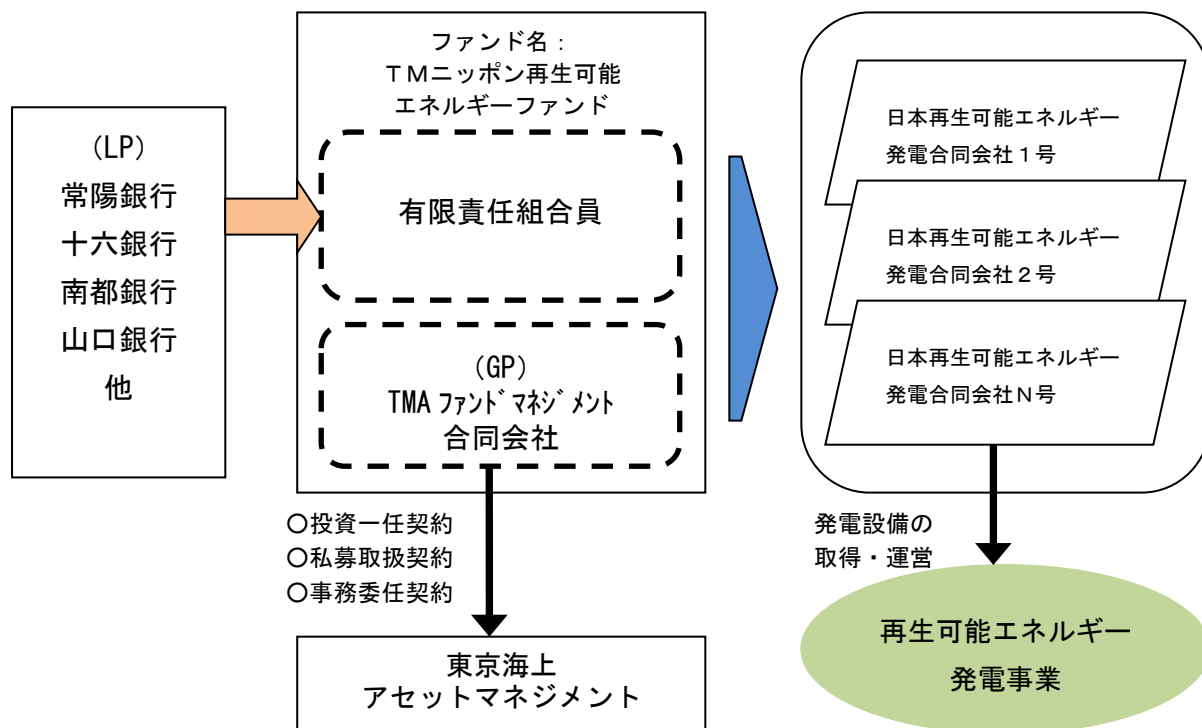 (LP)
常陽銀行
十六銀行
南都銀行
山口銀行
他
ファンド名：
ＴＭニッポン再生可能
エネルギーファンド
有限責任組合員
(GP)
TMA ﾌｧﾝﾄﾞﾏﾈｼﾞﾒﾝﾄ
合同会社
○投資一任契約
○私募取扱契約
○事務委任契約
東京海上
アセットマネジメント
日本再生可能エネルギー
発電合同会社１号
日本再生可能エネルギー
発電合同会社２号
日本再生可能エネルギー
発電合同会社Ｎ号
発電設備の
取得・運営
再生可能エネルギー
発電事業